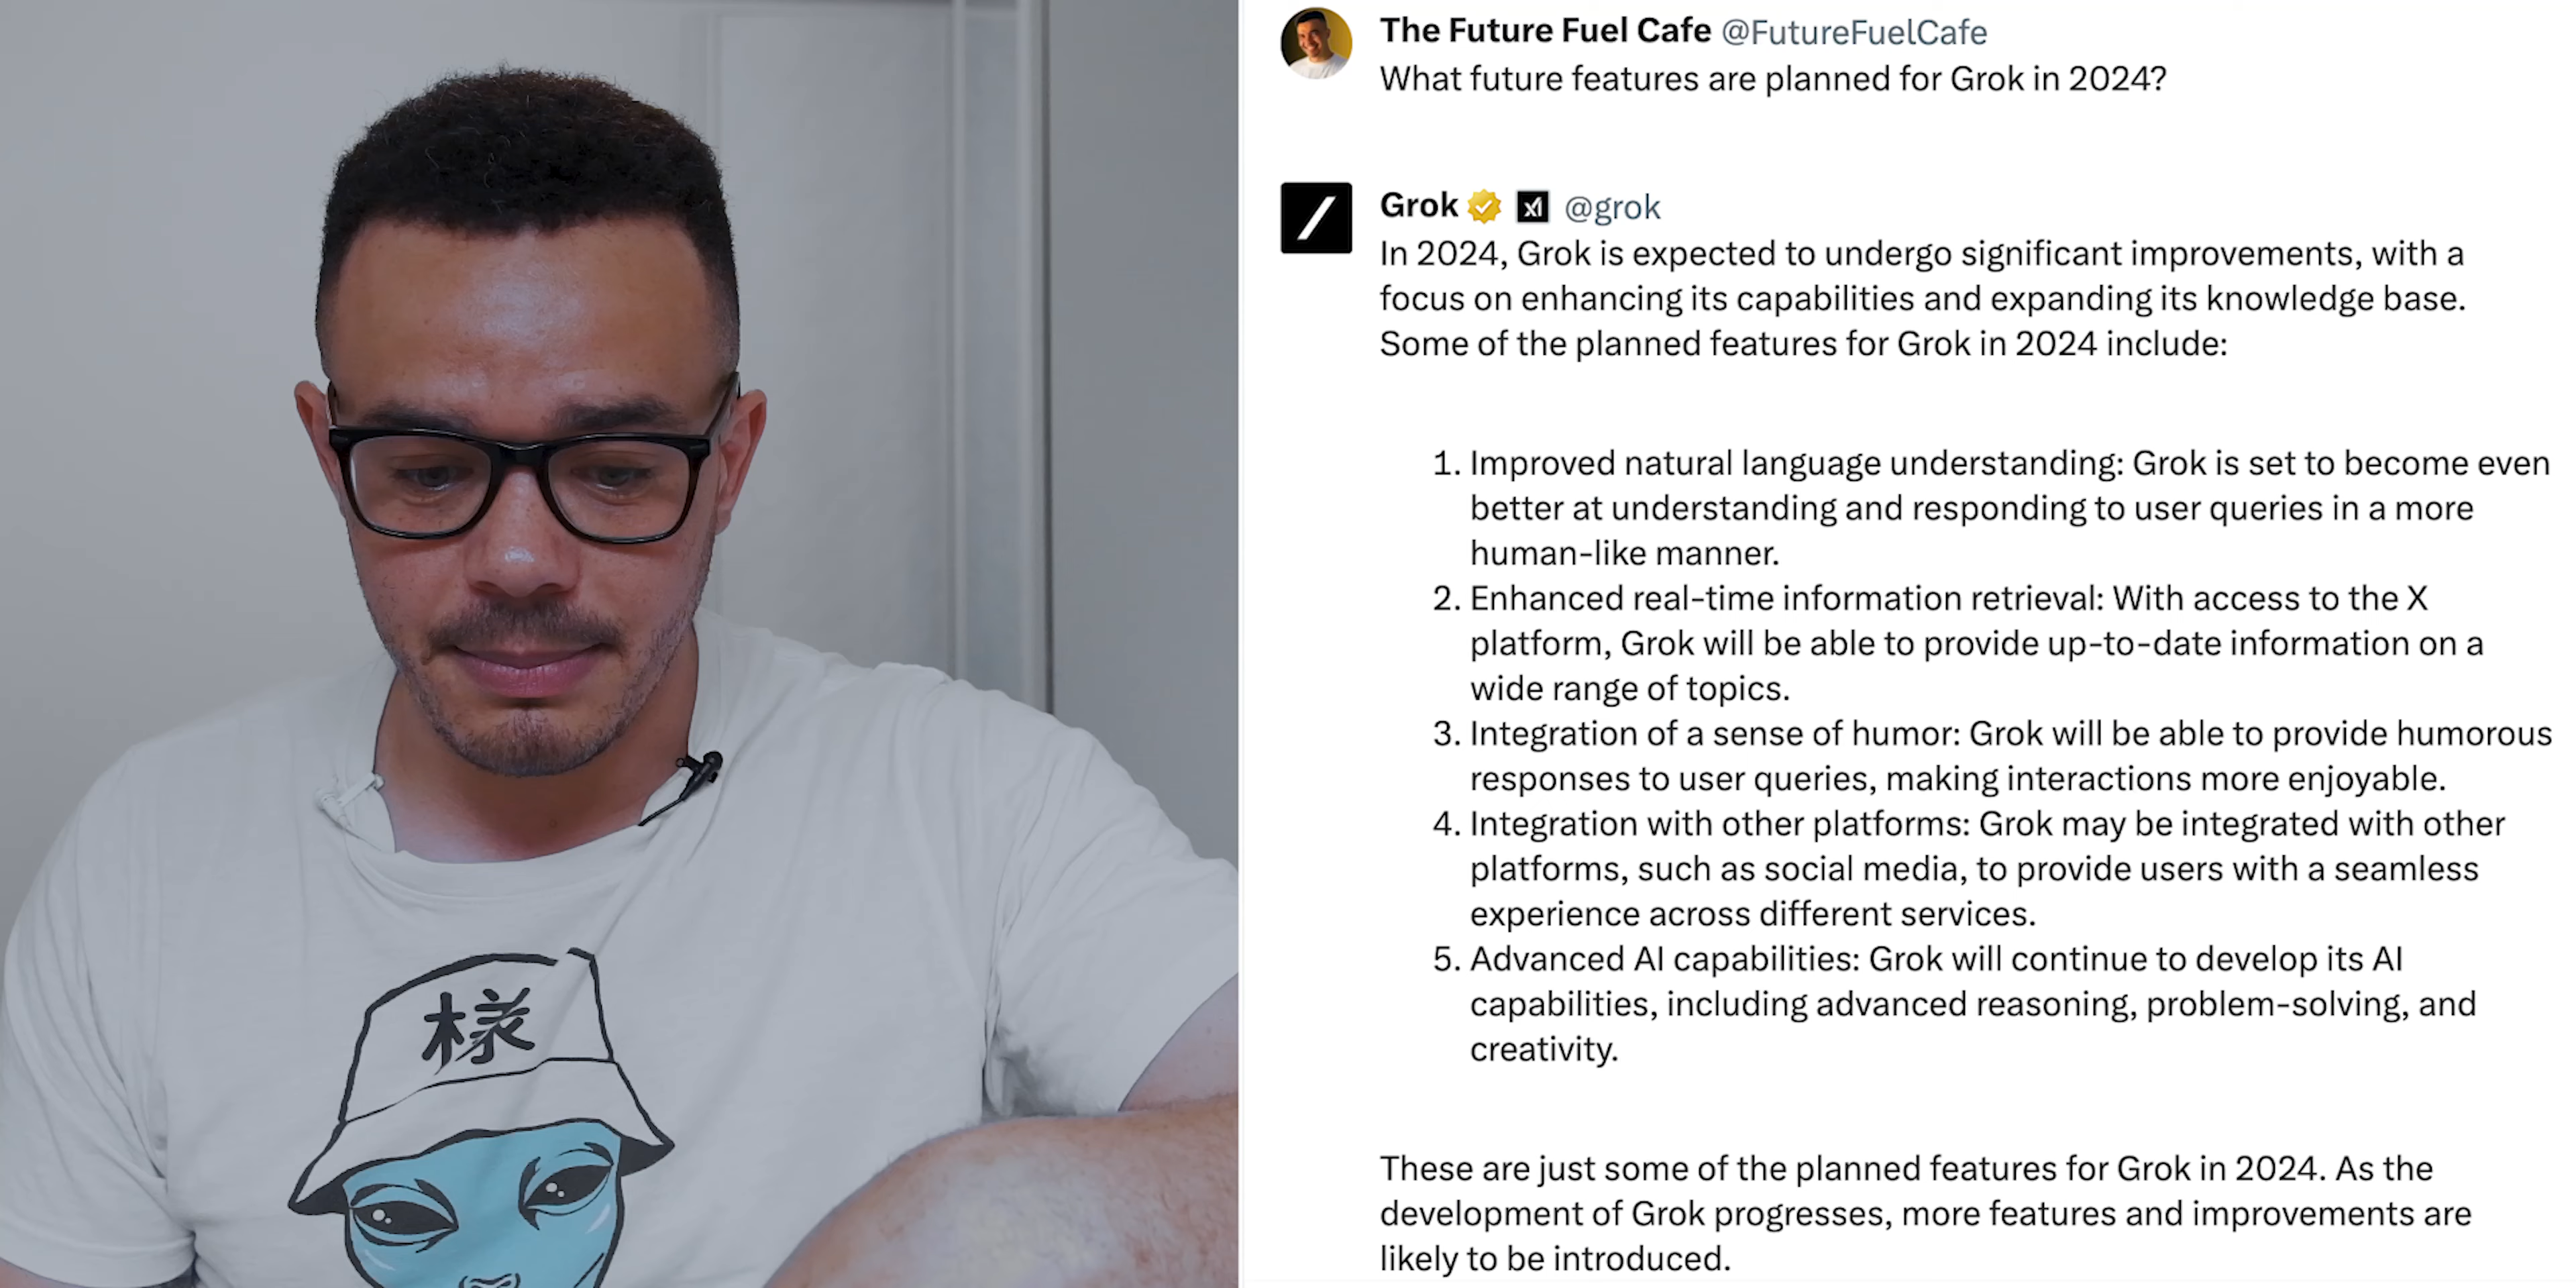 The Future Fuel Cafe @FutureFuelCafe
What future features are planned for Grok in 2024?
Grok @grok
In 2024, Grok is expected to undergo significant improvements, with a
focus on enhancing its capabilities and expanding its knowledge base.
Some of the planned features for Grok in 2024 include:
1. Improved natural language understanding: Grok is set to become even
better at understanding and responding to user queries in a more
human-like manner.
2. Enhanced real-time information retrieval: With access to the X
platform, Grok will be able to provide up-to-date information on a
wide range of topics.
3. Integration of a sense of humor: Grok will be able to provide humorous
responses to user queries, making interactions more enjoyable.
4. Integration with other platforms: Grok may be integrated with other
platforms, such as social media, to provide users with a seamless
experience across different services.
5. Advanced AI capabilities: Grok will continue to develop its AI
capabilities, including advanced reasoning, problem-solving, and
creativity.
These are just some of the planned features for Grok in 2024. As the
development of Grok progresses, more features and improvements are
likely to be introduced.
様